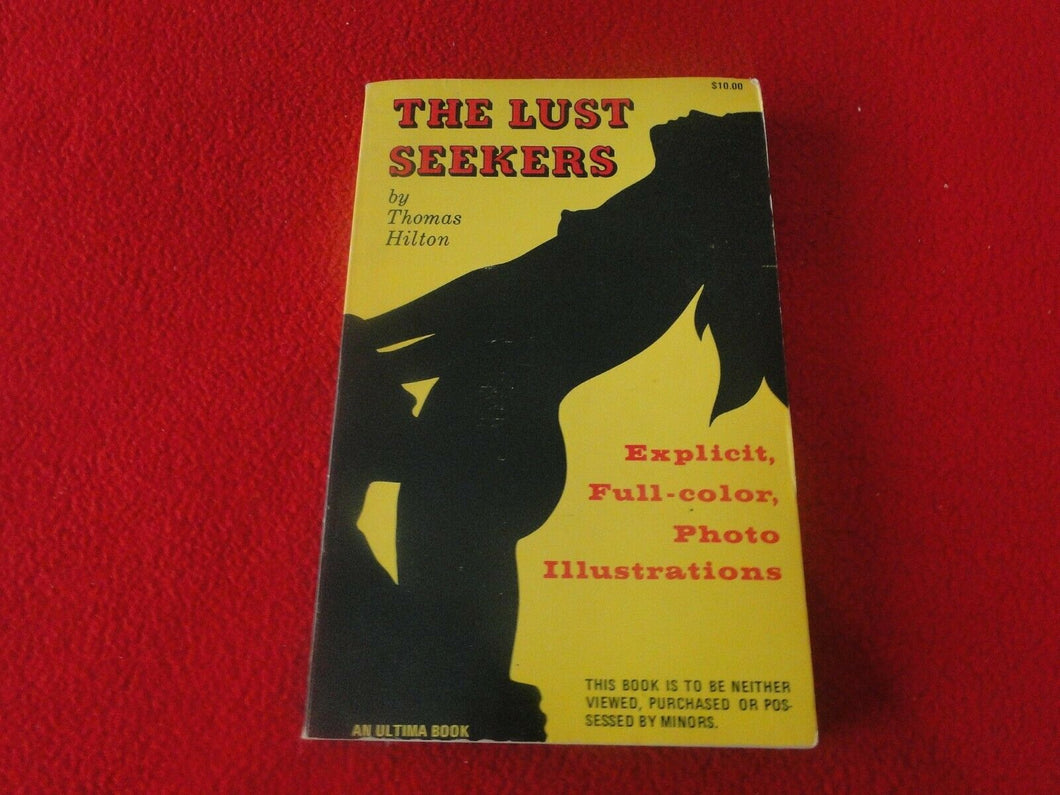 $10.00
THE LUST
SEEKERS
by
Thomas
Hilton
Explicit,
Full-color,
Photo
Illustrations
THIS BOOK IS TO BE NEITHER
VIEWED, PURCHASED OR POS-
SESSED BY MINORS.
AN ULTIMA BOOK